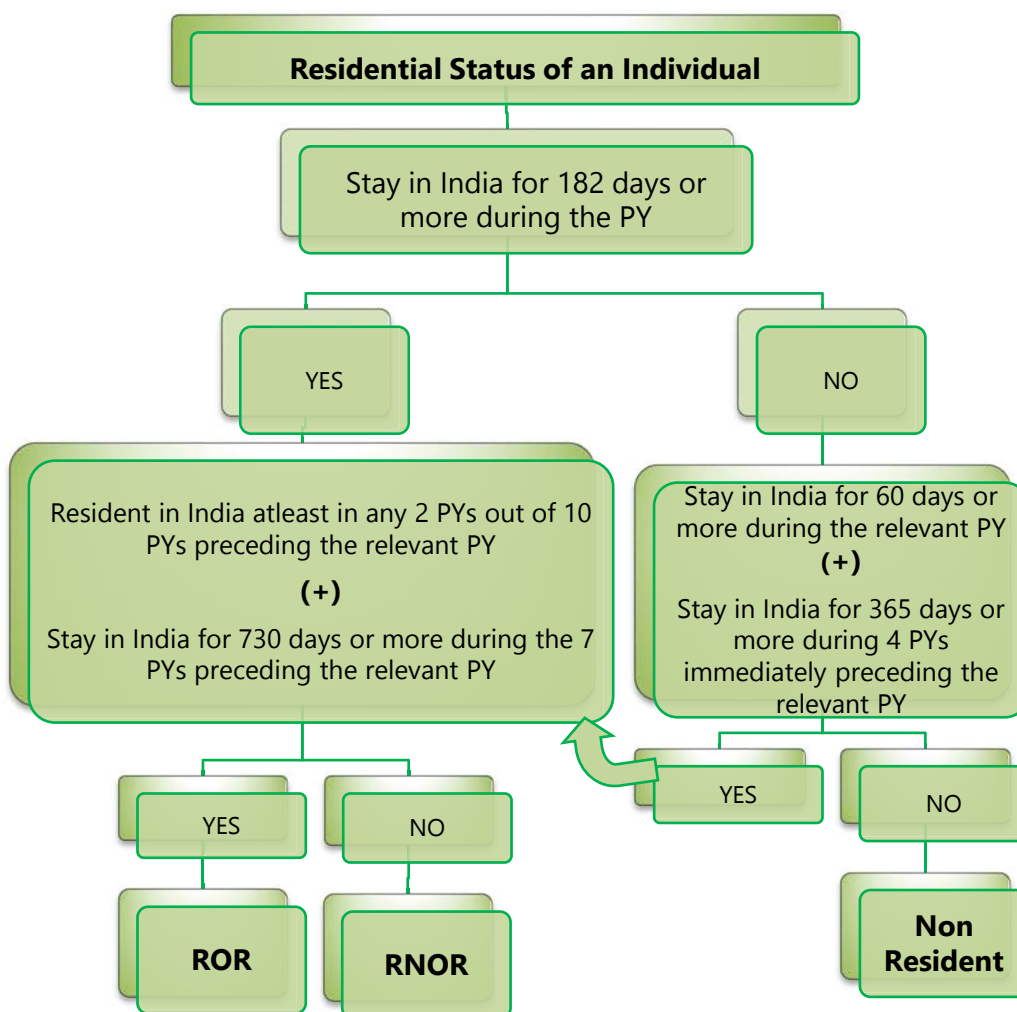 Residential Status of an Individual
Stay in India for 182 days or
more during the PY
YES
NO
Resident in India atleast in any 2 PYs out of 10
PYs preceding the relevant PY
(+)
Stay in India for 730 days or more during the 7
PYs preceding the relevant PY
Stay in India for 60 days or
more during the relevant PY
(+)
Stay in India for 365 days or
more during 4 PYs
immediately preceding the
relevant PY
YES
NO
YES
NO
ROR
RNOR
Non
Resident